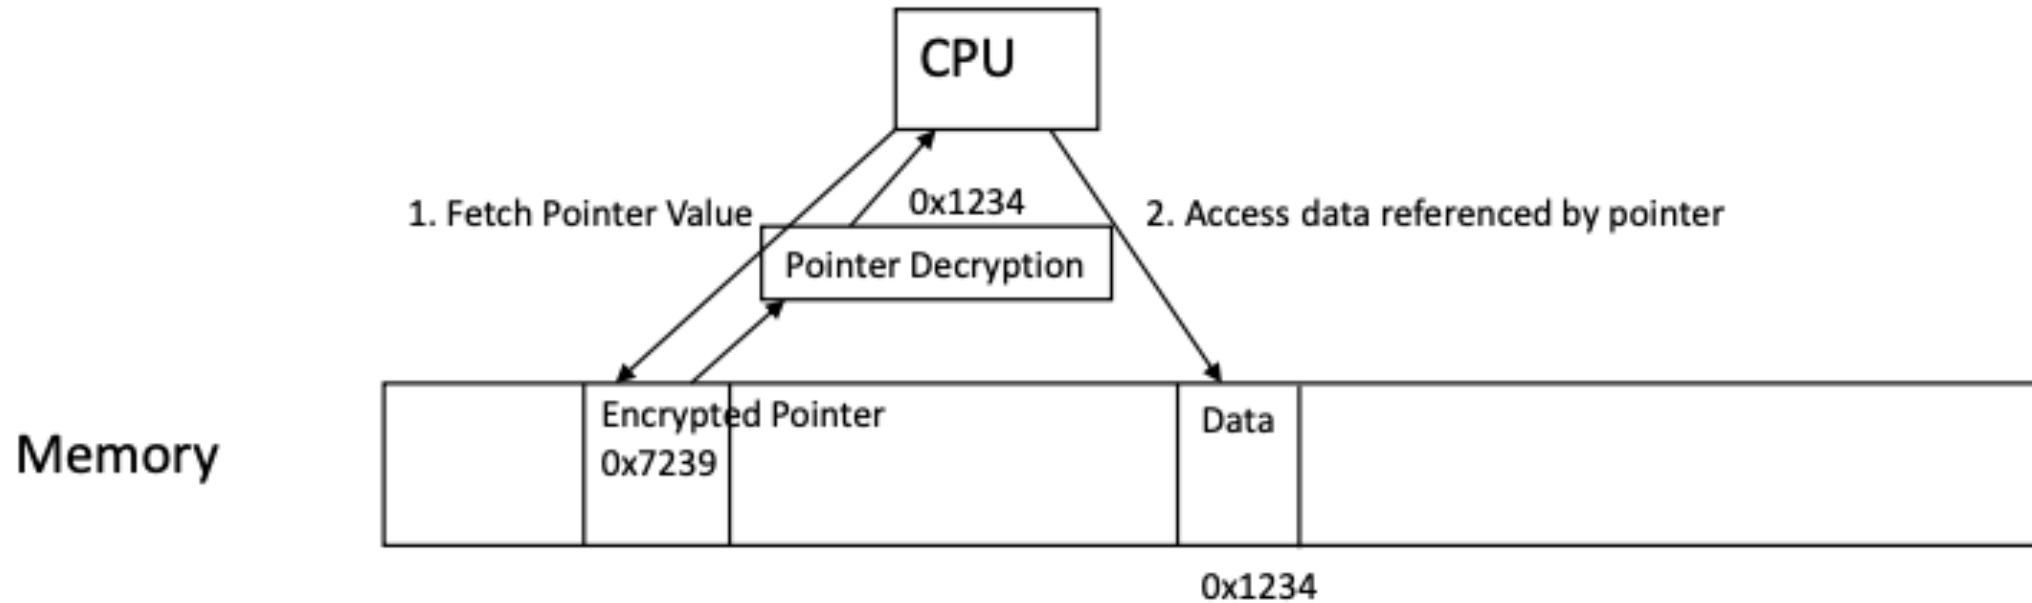 CPU
0x1234
1. Fetch Pointer Value
2. Access data referenced by pointer
Pointer Decryption
Encrypted Pointer
0x7239
Data
Memory
0x1234